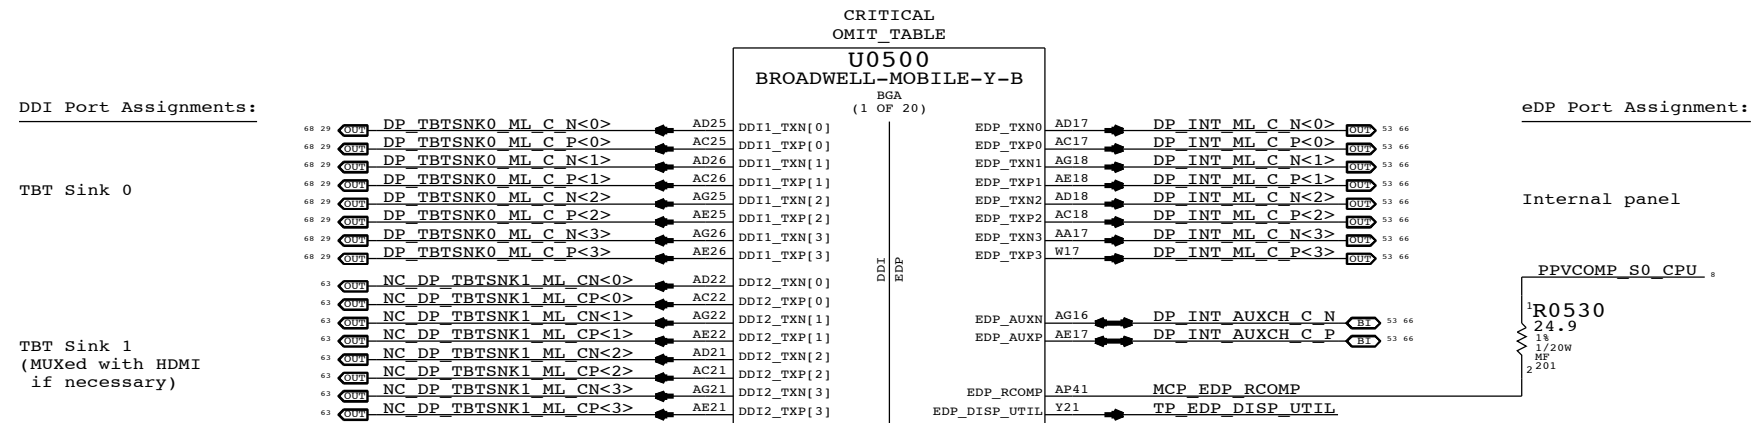 CRITICAL
OMIT_TABLE
U0500
BROADWELL-MOBILE-Y-B
BGA
(1 OF 20)
DDI Port Assignments:
eDP Port Assignment:
68 29 OUT DP_TBTSNK0_ML_C_N<0> AD25 DDI1_TXN[0]
68 29 OUT DP_TBTSNK0_ML_C_P<0> AC25 DDI1_TXP[0]
68 29 OUT DP_TBTSNK0_ML_C_N<1> AD26 DDI1_TXN[1]
68 29 OUT DP_TBTSNK0_ML_C_P<1> AC26 DDI1_TXP[1]
68 29 OUT DP_TBTSNK0_ML_C_N<2> AG25 DDI1_TXN[2]
68 29 OUT DP_TBTSNK0_ML_C_P<2> AE25 DDI1_TXP[2]
68 29 OUT DP_TBTSNK0_ML_C_N<3> AG26 DDI1_TXN[3]
68 29 OUT DP_TBTSNK0_ML_C_P<3> AE26 DDI1_TXP[3]
TBT Sink 0
63 OUT NC_DP_TBTSNK1_ML_CN<0> AD22 DDI2_TXN[0]
63 OUT NC_DP_TBTSNK1_ML_CP<0> AC22 DDI2_TXP[0]
63 OUT NC_DP_TBTSNK1_ML_CN<1> AG22 DDI2_TXN[1]
63 OUT NC_DP_TBTSNK1_ML_CP<1> AE22 DDI2_TXP[1]
63 OUT NC_DP_TBTSNK1_ML_CN<2> AD21 DDI2_TXN[2]
63 OUT NC_DP_TBTSNK1_ML_CP<2> AC21 DDI2_TXP[2]
63 OUT NC_DP_TBTSNK1_ML_CN<3> AG21 DDI2_TXN[3]
63 OUT NC_DP_TBTSNK1_ML_CP<3> AE21 DDI2_TXP[3]
TBT Sink 1
(MUXed with HDMI
if necessary)
DDI
EDP
EDP_TXN0 AD17 DP_INT_ML_C_N<0> OUT 53 66
EDP_TXP0 AC17 DP_INT_ML_C_P<0> OUT 53 66
EDP_TXN1 AG18 DP_INT_ML_C_N<1> OUT 53 66
EDP_TXP1 AE18 DP_INT_ML_C_P<1> OUT 53 66
EDP_TXN2 AD18 DP_INT_ML_C_N<2> OUT 53 66
EDP_TXP2 AC18 DP_INT_ML_C_P<2> OUT 53 66
EDP_TXN3 AA17 DP_INT_ML_C_N<3> OUT 53 66
EDP_TXP3 W17 DP_INT_ML_C_P<3> OUT 53 66
Internal panel
EDP_AUXN AG16 DP_INT_AUXCH_C_N BI 53 66
EDP_AUXP AE17 DP_INT_AUXCH_C_P BI 53 66
EDP_RCOMP AP41 MCP_EDP_RCOMP
EDP_DISP_UTIL Y21 TP_EDP_DISP_UTIL
PPVCOMP_S0_CPU 8
1 R0530
24.9
1%
1/20W
MF
2 201